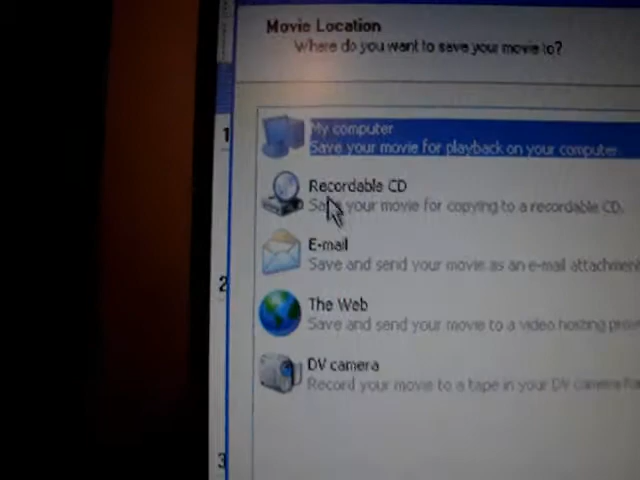 Movie Location
Where do you want to save your movie to?
1
My computer
Save your movie for playback on your computer.
Recordable CD
Save your movie for copying to a recordable CD.
2
E-mail
Save and send your movie as an e-mail attachment
The Web
Save and send your movie to a video hosting
DV camera
Record your movie to a tape in your DV camera
3